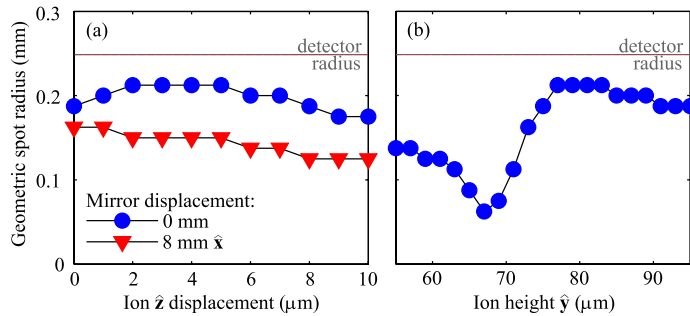 (a)
(b)
detector
radius
detector
radius
Geometric spot radius (mm)
0.3
0.2
0.1
0
Mirror displacement:
0 mm
8 mm x̂
0 2 4 6 8 10
60 70 80 90
Ion ẑ displacement (μm)
Ion height ŷ (μm)